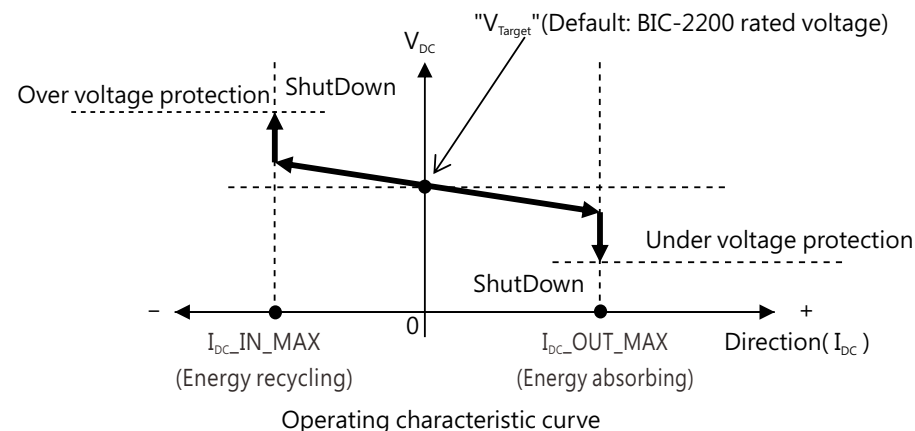 "VTarget"(Default: BIC-2200 rated voltage)
VDC
Over voltage protection
ShutDown
Under voltage protection
ShutDown
− 0 +
IDC_IN_MAX
IDC_OUT_MAX
Direction( IDC )
(Energy recycling)
(Energy absorbing)
Operating characteristic curve